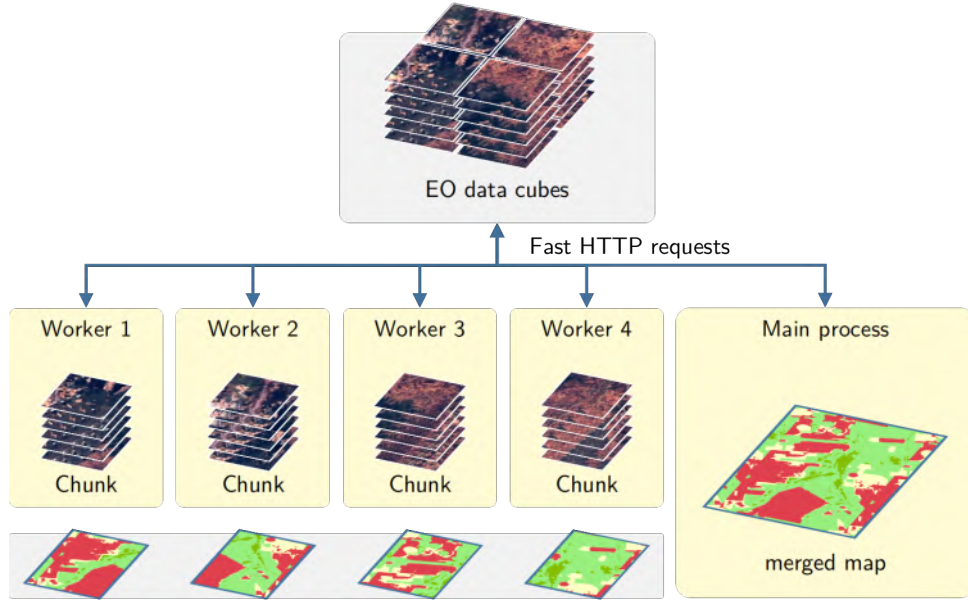 EO data cubes
Fast HTTP requests
Worker 1
Worker 2
Worker 3
Worker 4
Main process
Chunk
Chunk
Chunk
Chunk
merged map